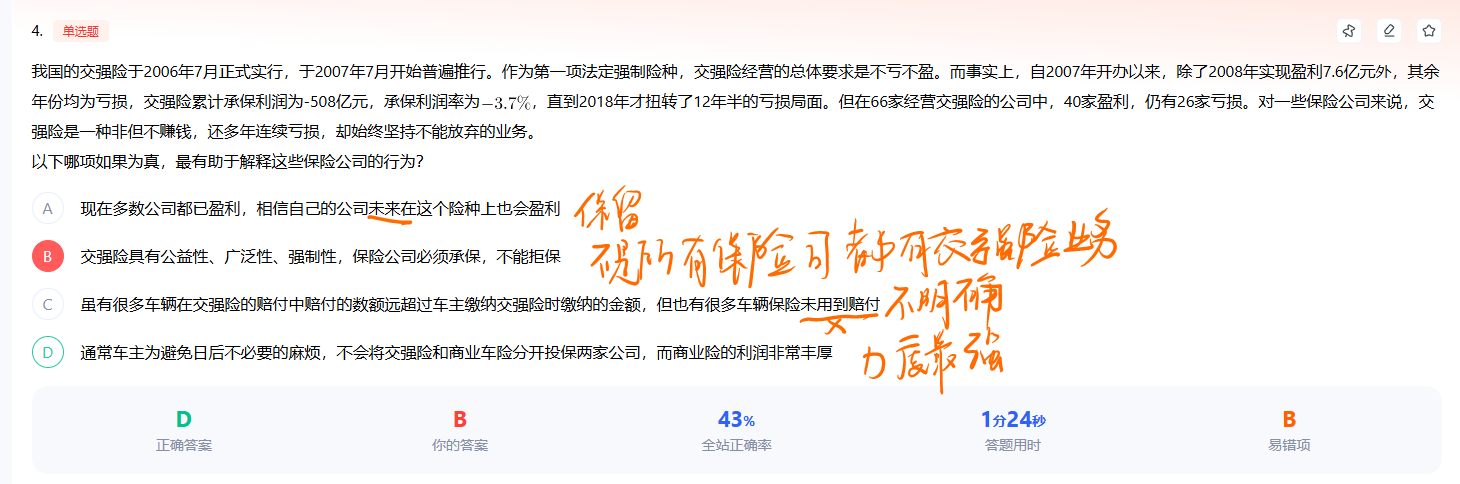 4. 单选题
我国的交强险于2006年7月正式实行，于2007年7月开始普遍推行。作为第一项法定强制险种，交强险经营的总体要求是不亏不盈。而事实上，自2007年开办以来，除了2008年实现盈利7.6亿元外，其余
年份均为亏损，交强险累计承保利润为-508亿元，承保利润率为−3.7%，直到2018年才扭转了12年半的亏损局面。但在66家经营交强险的公司中，40家盈利，仍有26家亏损。对一些保险公司来说，交
强险是一种非但不赚钱，还多年连续亏损，却始终坚持不能放弃的业务。
以下哪项如果为真，最有助于解释这些保险公司的行为？
A 现在多数公司都已盈利，相信自己的公司未来在这个险种上也会盈利 保留
B 交强险具有公益性、广泛性、强制性，保险公司必须承保，不能拒保
所有保险司都有 险业务
C 虽有很多车辆在交强险的赔付中赔付的数额远超过车主缴纳交强险时缴纳的金额，但也有很多车辆保险未用到赔付 不明确
D 通常车主为避免日后不必要的麻烦，不会将交强险和商业车险分开投保两家公司，而商业险的利润非常丰厚 力度最强
D B 43% 1分24秒 B
正确答案 你的答案 全站正确率 答题用时 易错项